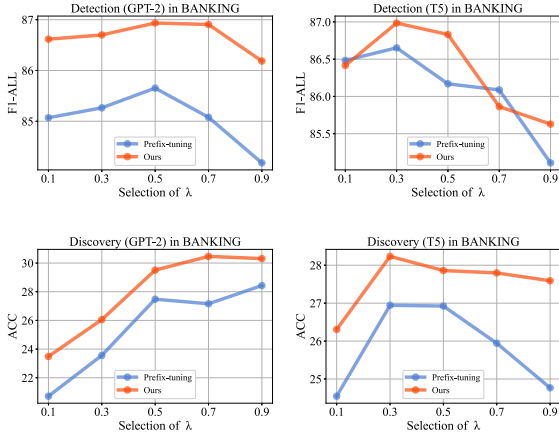 Detection (GPT-2) in BANKING
87
86
85
F1-ALL
Prefix-tuning
Ours
0.1 0.3 0.5 0.7 0.9
Selection of λ
Detection (T5) in BANKING
87.0
86.5
86.0
85.5
F1-ALL
Prefix-tuning
Ours
0.1 0.3 0.5 0.7 0.9
Selection of λ
Discovery (GPT-2) in BANKING
30
28
26
24
22
ACC
Prefix-tuning
Ours
0.1 0.3 0.5 0.7 0.9
Selection of λ
Discovery (T5) in BANKING
28
27
26
25
ACC
Prefix-tuning
Ours
0.1 0.3 0.5 0.7 0.9
Selection of λ